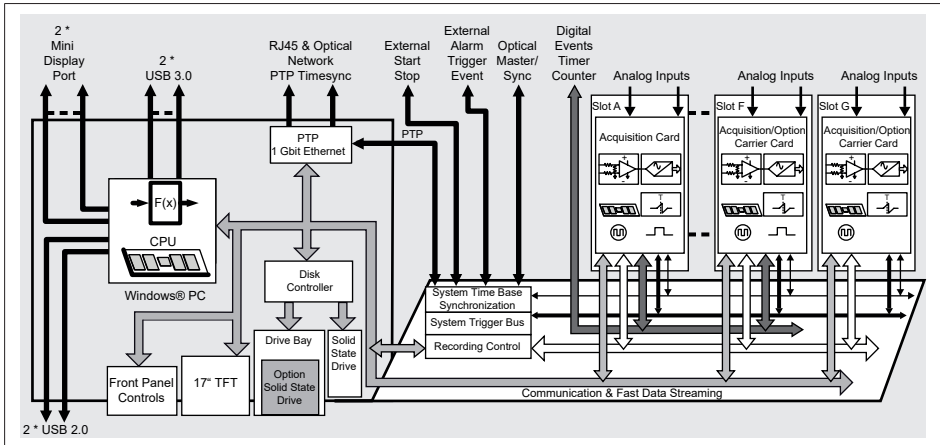 2 *
Mini
Display
Port
2 *
USB 3.0
RJ45 & Optical
Network
PTP Timesync
External
Start
Stop
External
Alarm
Trigger
Event
Optical
Master/
Sync
Digital
Events
Timer
Counter
Analog Inputs
Analog Inputs
Analog Inputs
Slot A
Slot F
Slot G
Acquisition Card
Acquisition/Option
Carrier Card
Acquisition/Option
Carrier Card
PTP
1 Gbit Ethernet
PTP
F(x)
CPU
Windows® PC
Disk
Controller
System Time Base
Synchronization
System Trigger Bus
Recording Control
Front Panel
Controls
17“ TFT
Drive Bay
Option
Solid State
Drive
Solid
State
Drive
Communication & Fast Data Streaming
2 * USB 2.0
+
-
T
+
-
T
+
-
T